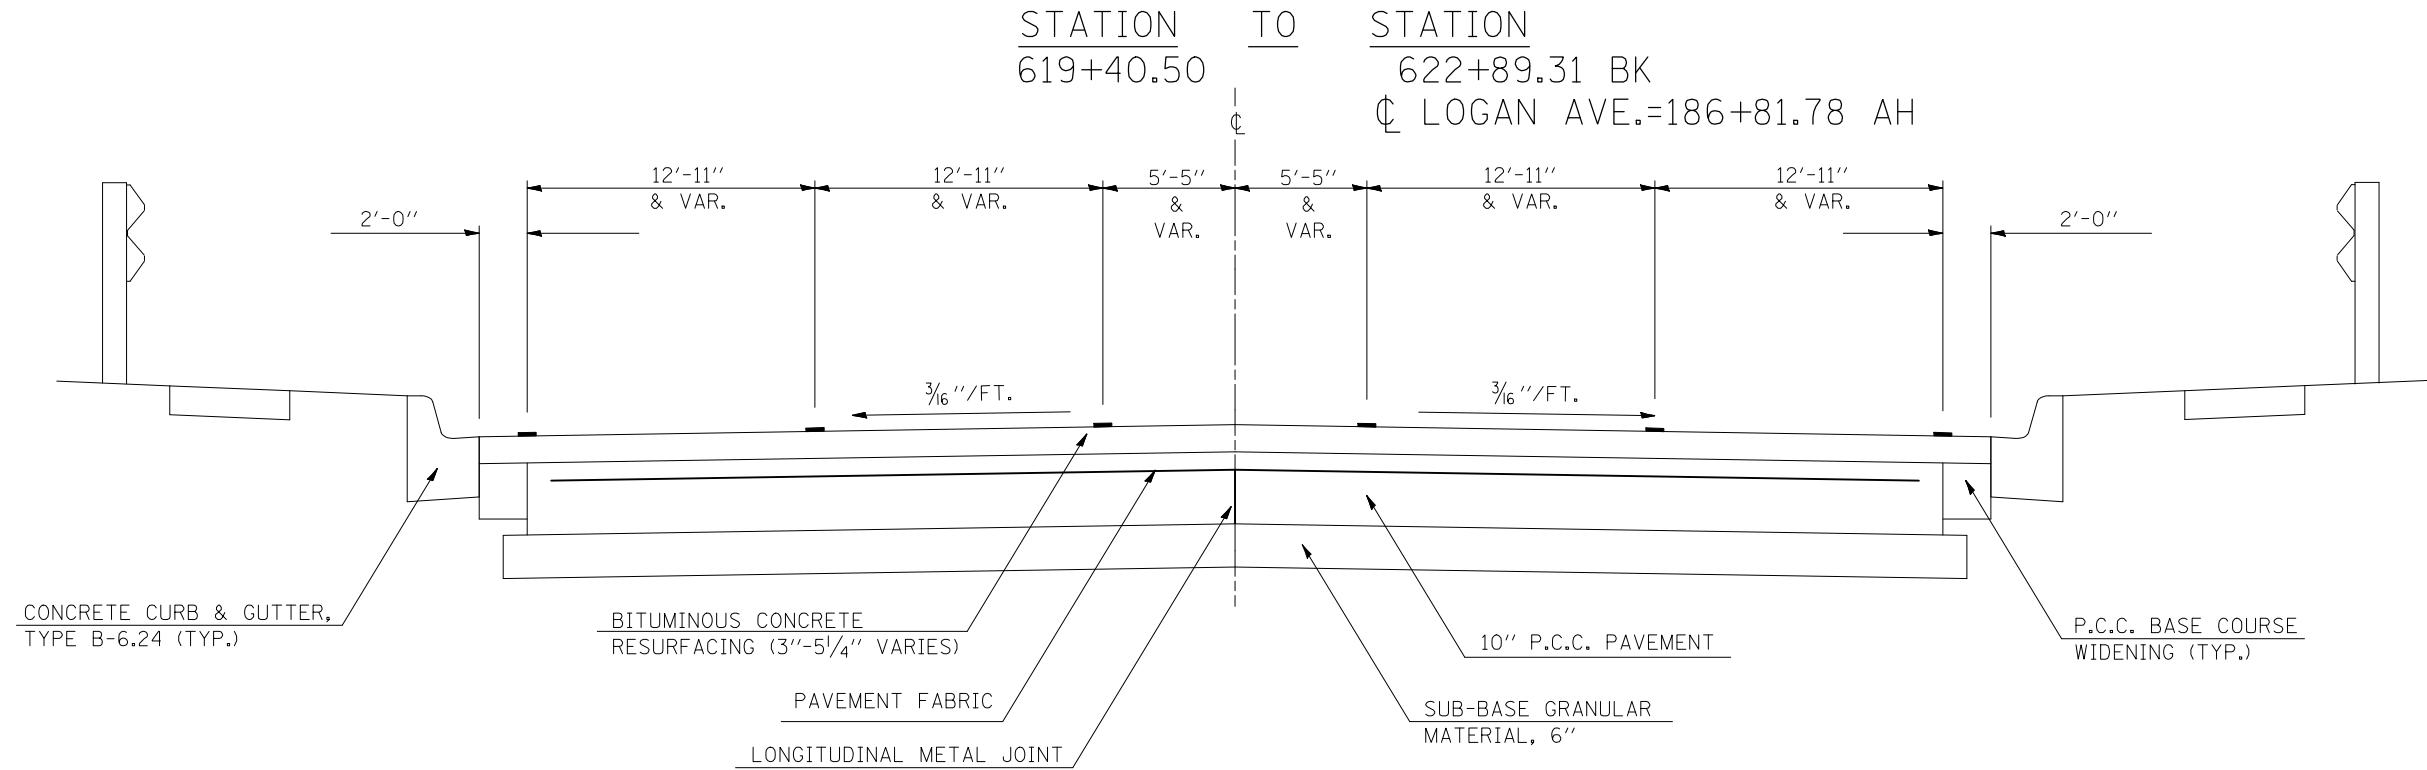 STATION TO STATION
619+40.50 622+89.31 BK
℄ LOGAN AVE.=186+81.78 AH
℄
12'-11" 12'-11" 5'-5" 5'-5" 12'-11" 12'-11"
& VAR. & VAR. & & & VAR. & VAR.
VAR. VAR.
2'-0" 2'-0"
3/16"/FT. 3/16"/FT.
CONCRETE CURB & GUTTER,
TYPE B-6.24 (TYP.)
BITUMINOUS CONCRETE
RESURFACING (3"-5 1/4" VARIES)
PAVEMENT FABRIC
LONGITUDINAL METAL JOINT
10" P.C.C. PAVEMENT
SUB-BASE GRANULAR
MATERIAL, 6"
P.C.C. BASE COURSE
WIDENING (TYP.)